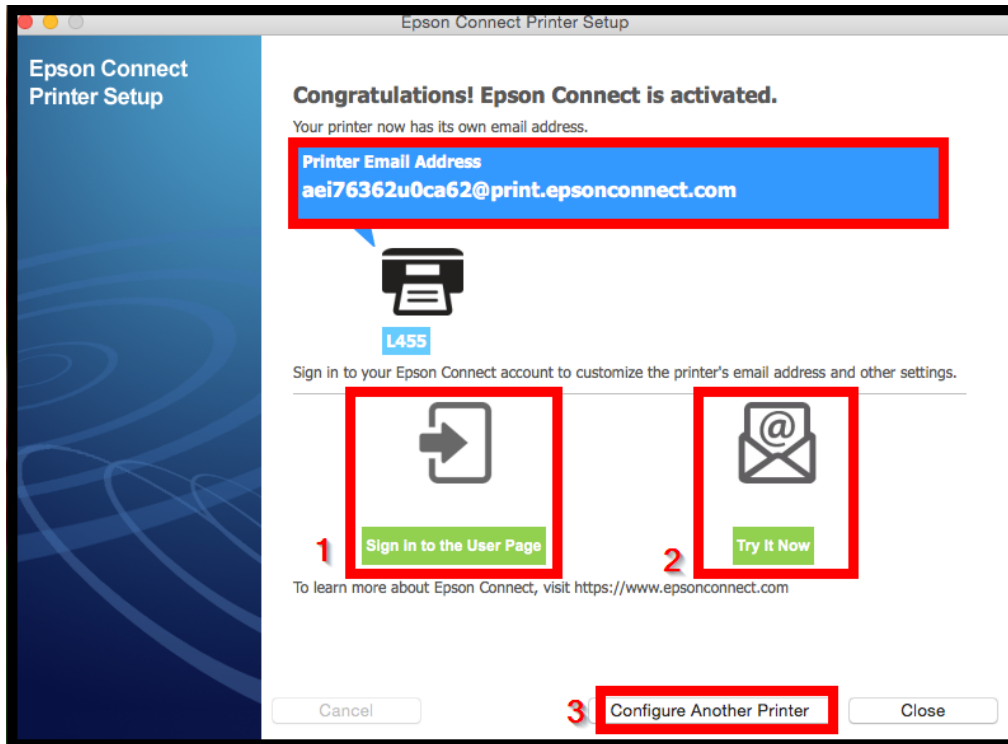 Epson Connect Printer Setup
Epson Connect
Printer Setup
Congratulations! Epson Connect is activated.
Your printer now has its own email address.
Printer Email Address
aei76362u0ca62@print.epsonconnect.com
L455
Sign in to your Epson Connect account to customize the printer's email address and other settings.
@
1 Sign in to the User Page
2 Try It Now
To learn more about Epson Connect, visit https://www.epsonconnect.com
Cancel 3 Configure Another Printer Close